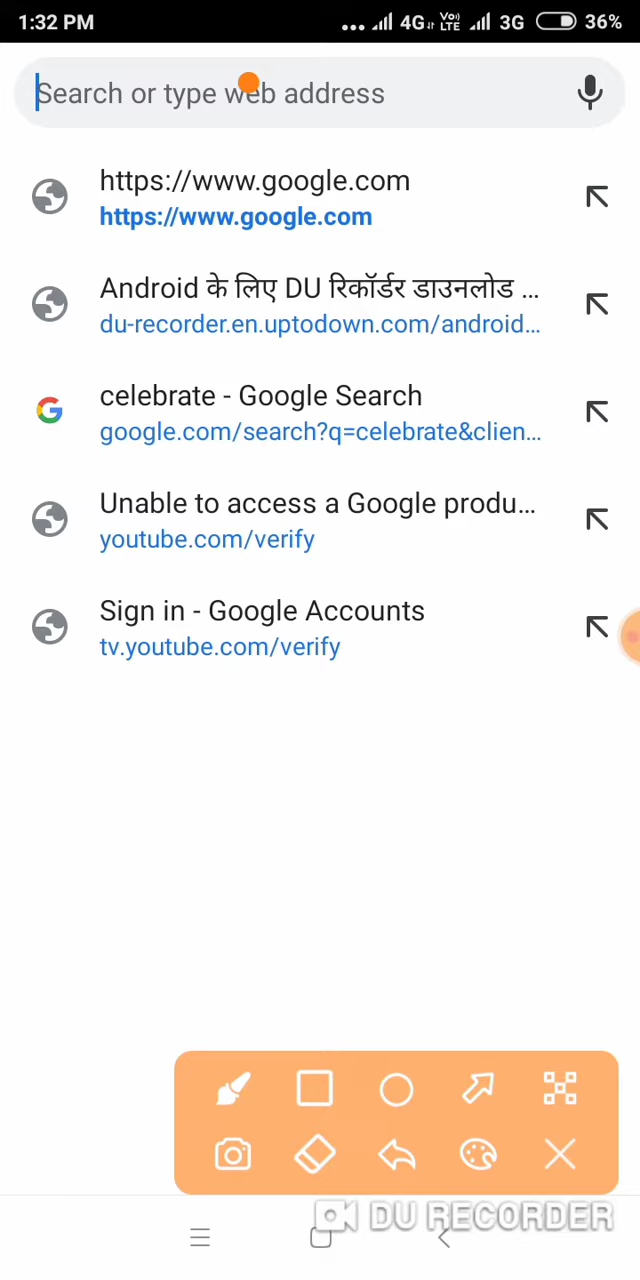 1:32 PM ... 4G Vo)) LTE 3G 36%
Search or type web address
https://www.google.com
https://www.google.com
Android के लिए DU रिकॉर्डर डाउनलोड ...
du-recorder.en.uptodown.com/android...
celebrate - Google Search
google.com/search?q=celebrate&clien...
Unable to access a Google produ...
youtube.com/verify
Sign in - Google Accounts
tv.youtube.com/verify
DU RECORDER